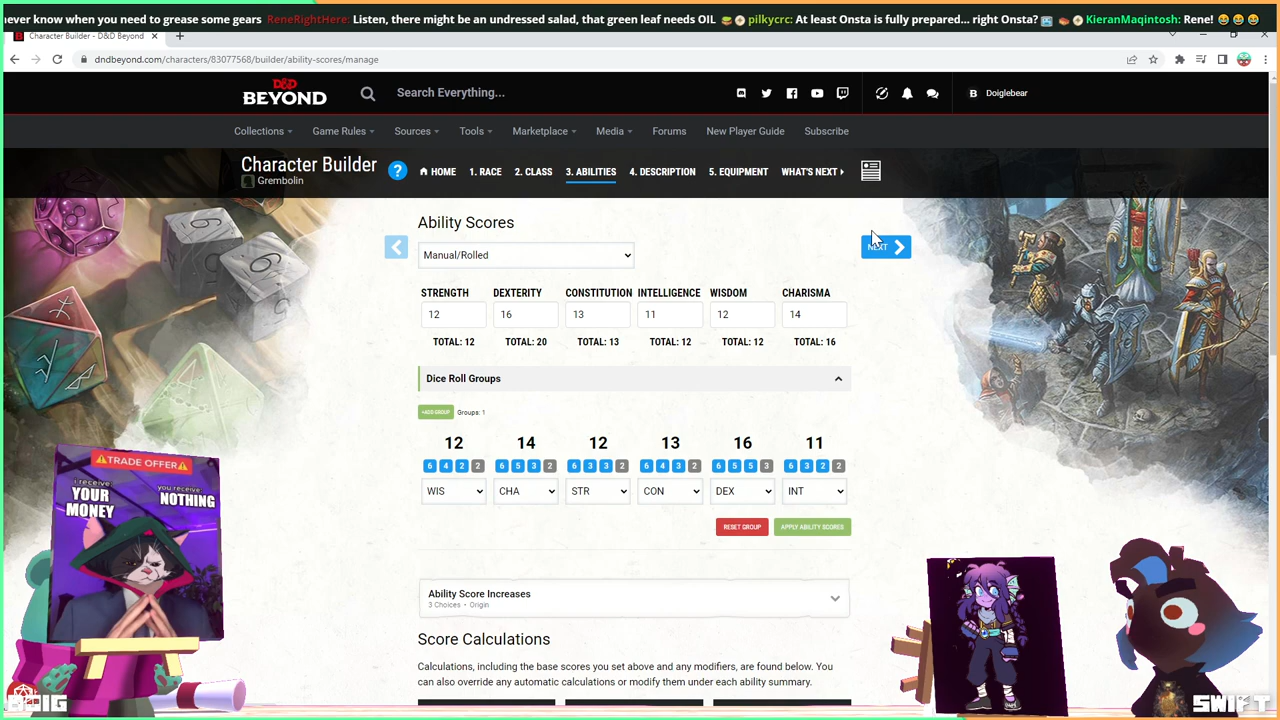 never know when you need to grease some gears ReneRightHere: Listen, there might be an undressed salad, that green leaf needs OIL pilkycrc: At least Onsta is fully prepared... right Onsta? KieranMaqintosh: Rene!
Character Builder - D&D Beyond
dndbeyond.com/characters/83077568/builder/ability-scores/manage
D&D
BEYOND
Search Everything...
Doiglebear
Collections Game Rules Sources Tools Marketplace Media Forums New Player Guide Subscribe
Character Builder
Grembolin
? HOME 1. RACE 2. CLASS 3. ABILITIES 4. DESCRIPTION 5. EQUIPMENT WHAT'S NEXT
Ability Scores
NEXT
Manual/Rolled
STRENGTH DEXTERITY CONSTITUTION INTELLIGENCE WISDOM CHARISMA
12 16 13 11 12 14
TOTAL: 12 TOTAL: 20 TOTAL: 13 TOTAL: 12 TOTAL: 12 TOTAL: 16
Dice Roll Groups
+ADD GROUP Groups: 1
12 14 12 13 16 11
6 4 2 2 6 5 3 2 6 3 3 2 6 4 3 2 6 5 5 3 6 3 2 2
WIS CHA STR CON DEX INT
RESET GROUP APPLY ABILITY SCORES
Ability Score Increases
3 Choices • Origin
Score Calculations
Calculations, including the base scores you set above and any modifiers, are found below. You
can also override any automatic calculations or modify them under each ability summary.
TRADE OFFER
i receive: you receive:
YOUR MONEY NOTHING
DOIG
SWIFT